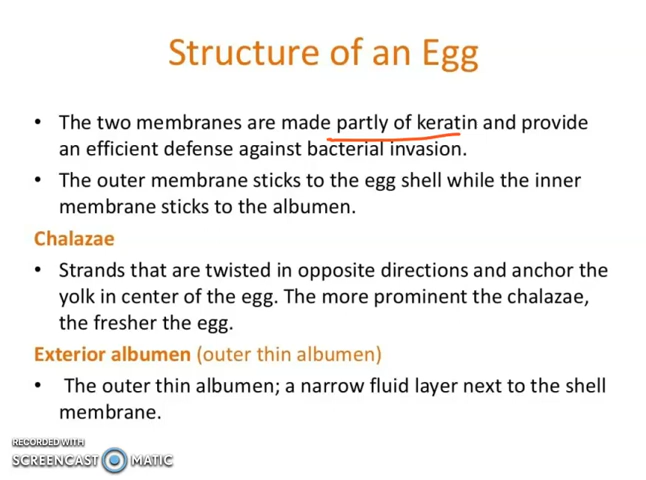 Structure of an Egg
• The two membranes are made partly of keratin and provide
an efficient defense against bacterial invasion.
• The outer membrane sticks to the egg shell while the inner
membrane sticks to the albumen.
Chalazae
• Strands that are twisted in opposite directions and anchor the
yolk in center of the egg. The more prominent the chalazae,
the fresher the egg.
Exterior albumen (outer thin albumen)
• The outer thin albumen; a narrow fluid layer next to the shell
membrane.
RECORDED WITH
SCREENCAST MATIC